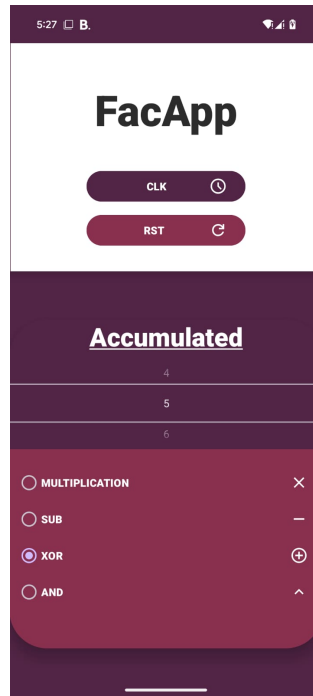 5:27 B.
FacApp
CLK
RST
Accumulated
4
5
6
MULTIPLICATION
SUB
XOR
AND